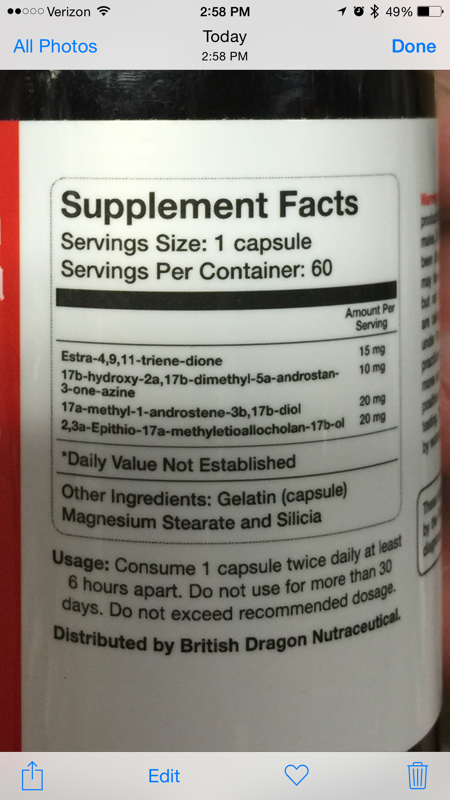 Verizon 2:58 PM 49%
All Photos Today Done
2:58 PM
Supplement Facts
Servings Size: 1 capsule
Servings Per Container: 60
Amount Per
Serving
Estra-4,9,11-triene-dione 15 mg
17b-hydroxy-2a,17b-dimethyl-5a-androstan- 10 mg
3-one-azine
17a-methyl-1-androstene-3b,17b-diol 20 mg
2,3a-Epithio-17a-methyletioallocholan-17b-ol 20 mg
*Daily Value Not Established
Other Ingredients: Gelatin (capsule)
Magnesium Stearate and Silicia
Usage: Consume 1 capsule twice daily at least
6 hours apart. Do not use for more than 30
days. Do not exceed recommended dosage.
Distributed by British Dragon Nutraceutical.
Edit